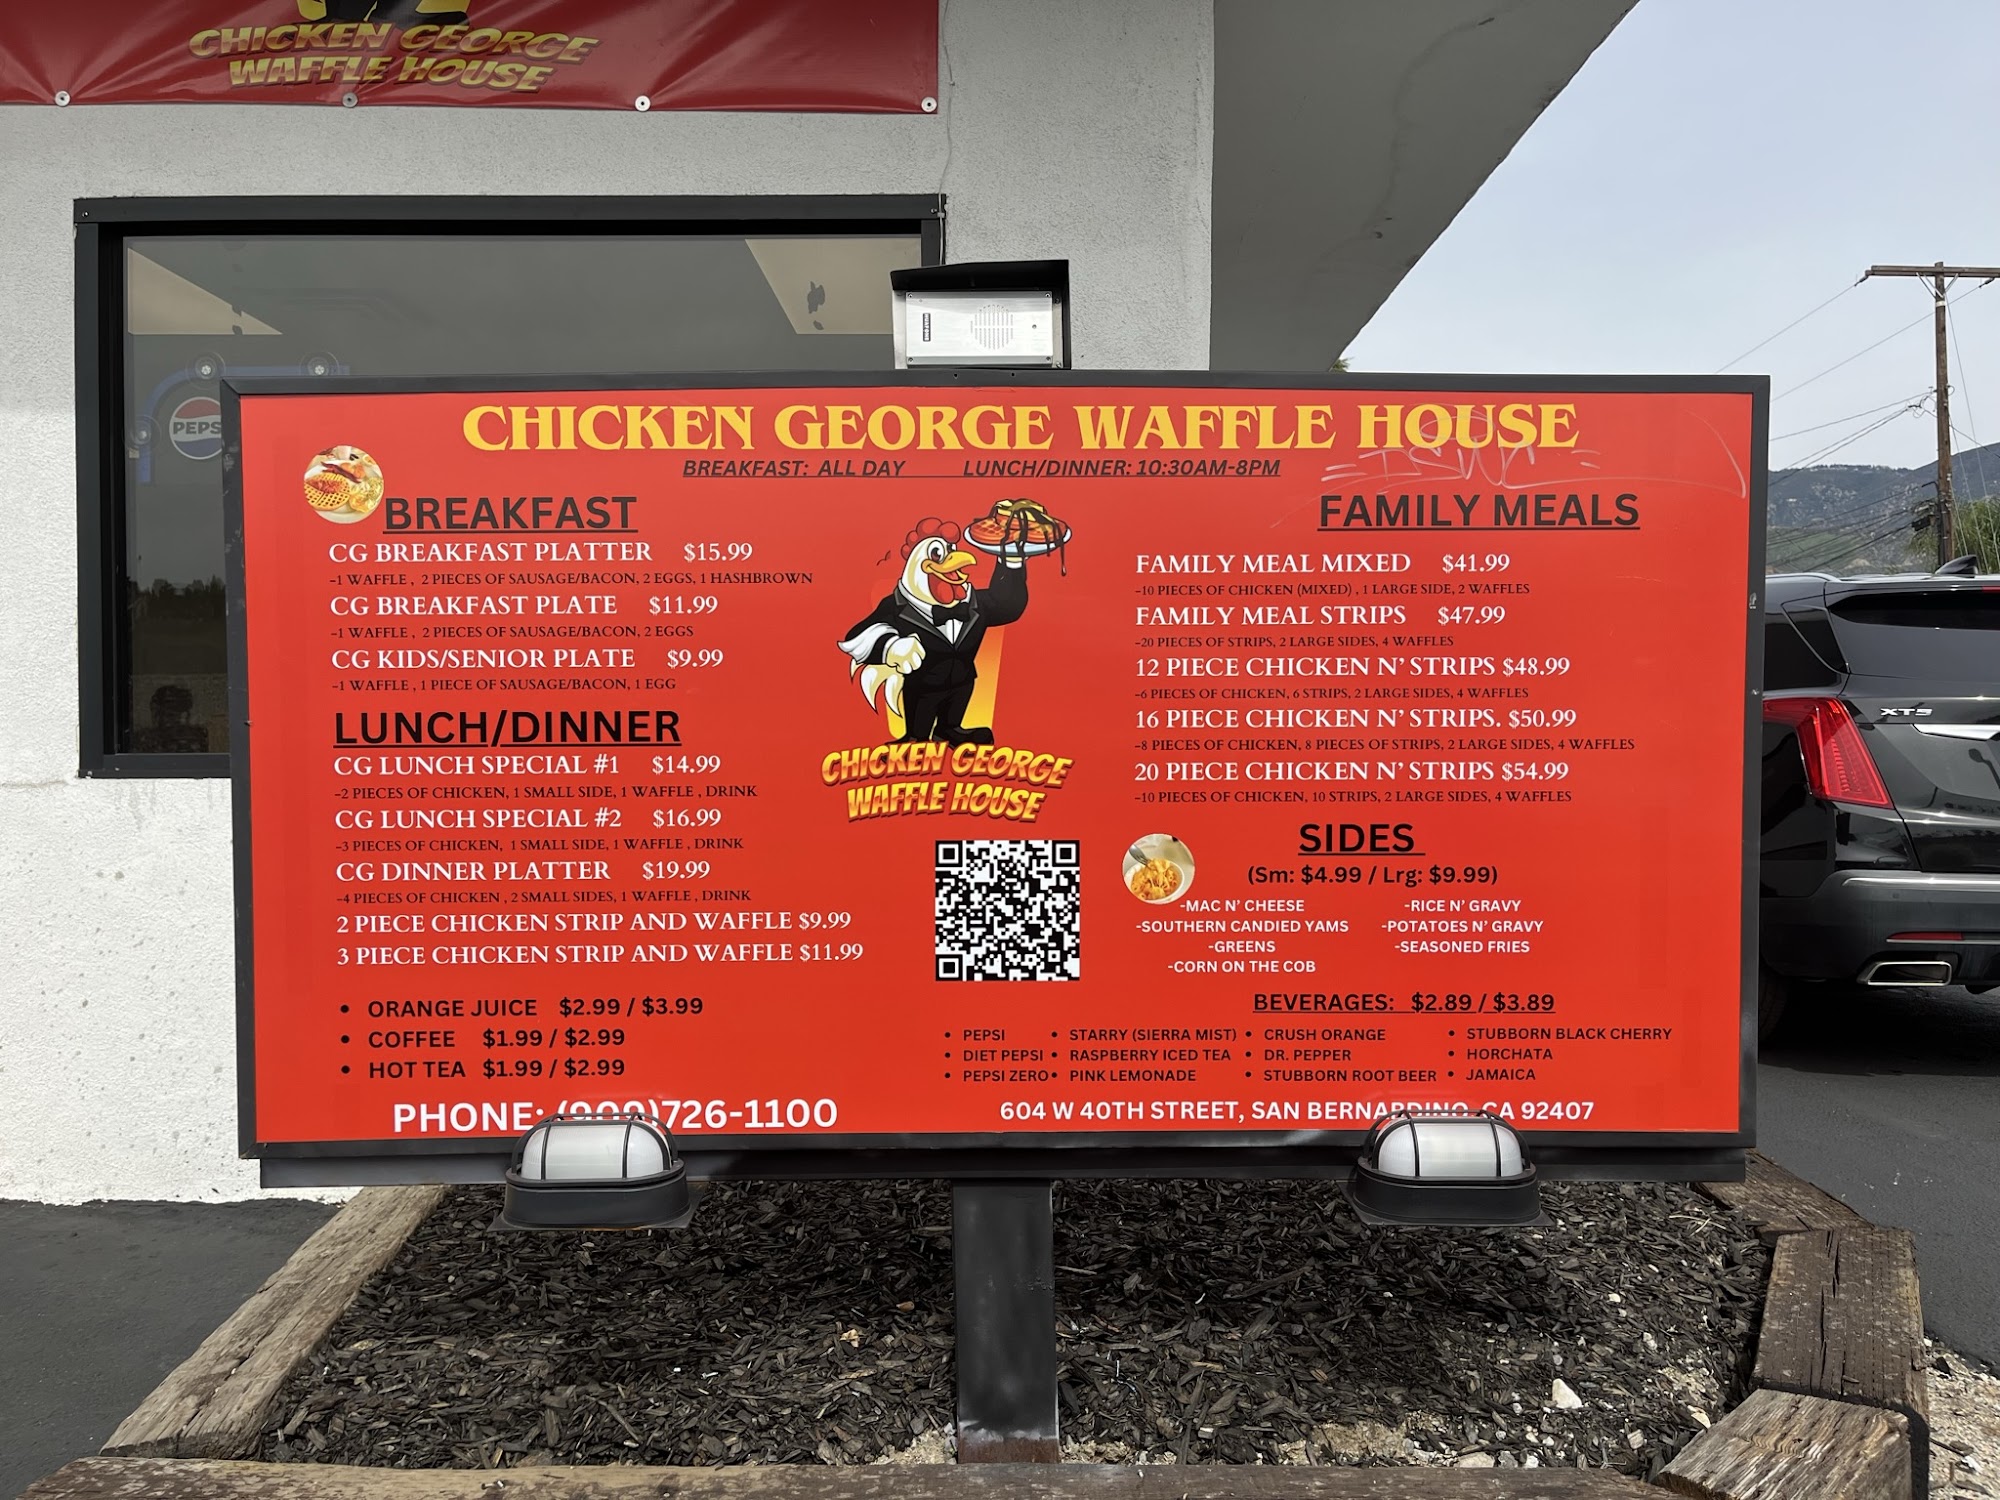 CHICKEN GEORGE
WAFFLE HOUSE
PEPS
CHICKEN GEORGE WAFFLE HOUSE
BREAKFAST: ALL DAY LUNCH/DINNER: 10:30AM-8PM
BREAKFAST
CG BREAKFAST PLATTER $15.99
-1 WAFFLE , 2 PIECES OF SAUSAGE/BACON, 2 EGGS, 1 HASHBROWN
CG BREAKFAST PLATE $11.99
-1 WAFFLE , 2 PIECES OF SAUSAGE/BACON, 2 EGGS
CG KIDS/SENIOR PLATE $9.99
-1 WAFFLE , 1 PIECE OF SAUSAGE/BACON, 1 EGG
LUNCH/DINNER
CG LUNCH SPECIAL #1 $14.99
-2 PIECES OF CHICKEN, 1 SMALL SIDE, 1 WAFFLE , DRINK
CG LUNCH SPECIAL #2 $16.99
-3 PIECES OF CHICKEN, 1 SMALL SIDE, 1 WAFFLE , DRINK
CG DINNER PLATTER $19.99
-4 PIECES OF CHICKEN , 2 SMALL SIDES, 1 WAFFLE , DRINK
2 PIECE CHICKEN STRIP AND WAFFLE $9.99
3 PIECE CHICKEN STRIP AND WAFFLE $11.99
• ORANGE JUICE $2.99 / $3.99
• COFFEE $1.99 / $2.99
• HOT TEA $1.99 / $2.99
CHICKEN GEORGE
WAFFLE HOUSE
FAMILY MEALS
FAMILY MEAL MIXED $41.99
-10 PIECES OF CHICKEN (MIXED) , 1 LARGE SIDE, 2 WAFFLES
FAMILY MEAL STRIPS $47.99
-20 PIECES OF STRIPS, 2 LARGE SIDES, 4 WAFFLES
12 PIECE CHICKEN N' STRIPS $48.99
-6 PIECES OF CHICKEN, 6 STRIPS, 2 LARGE SIDES, 4 WAFFLES
16 PIECE CHICKEN N' STRIPS. $50.99
-8 PIECES OF CHICKEN, 8 PIECES OF STRIPS, 2 LARGE SIDES, 4 WAFFLES
20 PIECE CHICKEN N' STRIPS $54.99
-10 PIECES OF CHICKEN, 10 STRIPS, 2 LARGE SIDES, 4 WAFFLES
SIDES
(Sm: $4.99 / Lrg: $9.99)
-MAC N' CHEESE -RICE N' GRAVY
-SOUTHERN CANDIED YAMS -POTATOES N' GRAVY
-GREENS -SEASONED FRIES
-CORN ON THE COB
BEVERAGES: $2.89 / $3.89
• PEPSI • STARRY (SIERRA MIST) • CRUSH ORANGE • STUBBORN BLACK CHERRY
• DIET PEPSI • RASPBERRY ICED TEA • DR. PEPPER • HORCHATA
• PEPSI ZERO • PINK LEMONADE • STUBBORN ROOT BEER • JAMAICA
PHONE: (909)726-1100
604 W 40TH STREET, SAN BERNARDINO, CA 92407
XT5